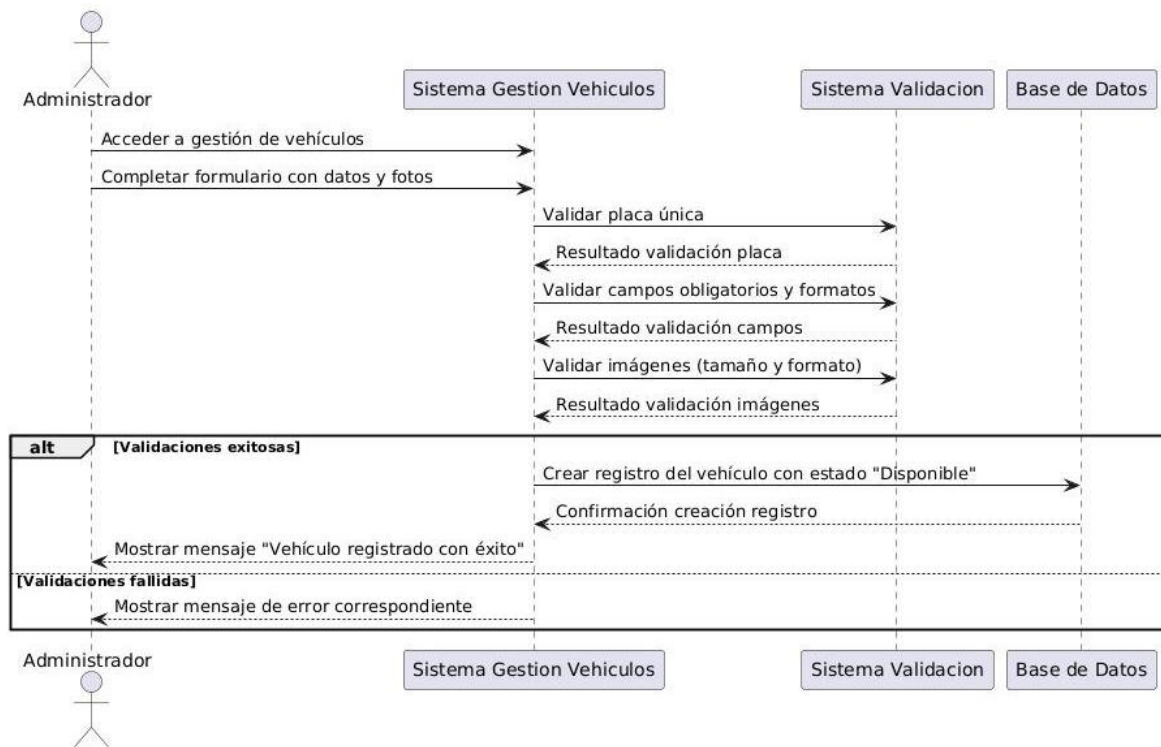 Administrador
Sistema Gestion Vehiculos
Sistema Validacion
Base de Datos
Acceder a gestión de vehículos
Completar formulario con datos y fotos
Validar placa única
Resultado validación placa
Validar campos obligatorios y formatos
Resultado validación campos
Validar imágenes (tamaño y formato)
Resultado validación imágenes
alt [Validaciones exitosas]
Crear registro del vehículo con estado "Disponible"
Confirmación creación registro
Mostrar mensaje "Vehículo registrado con éxito"
[Validaciones fallidas]
Mostrar mensaje de error correspondiente
Administrador
Sistema Gestion Vehiculos
Sistema Validacion
Base de Datos